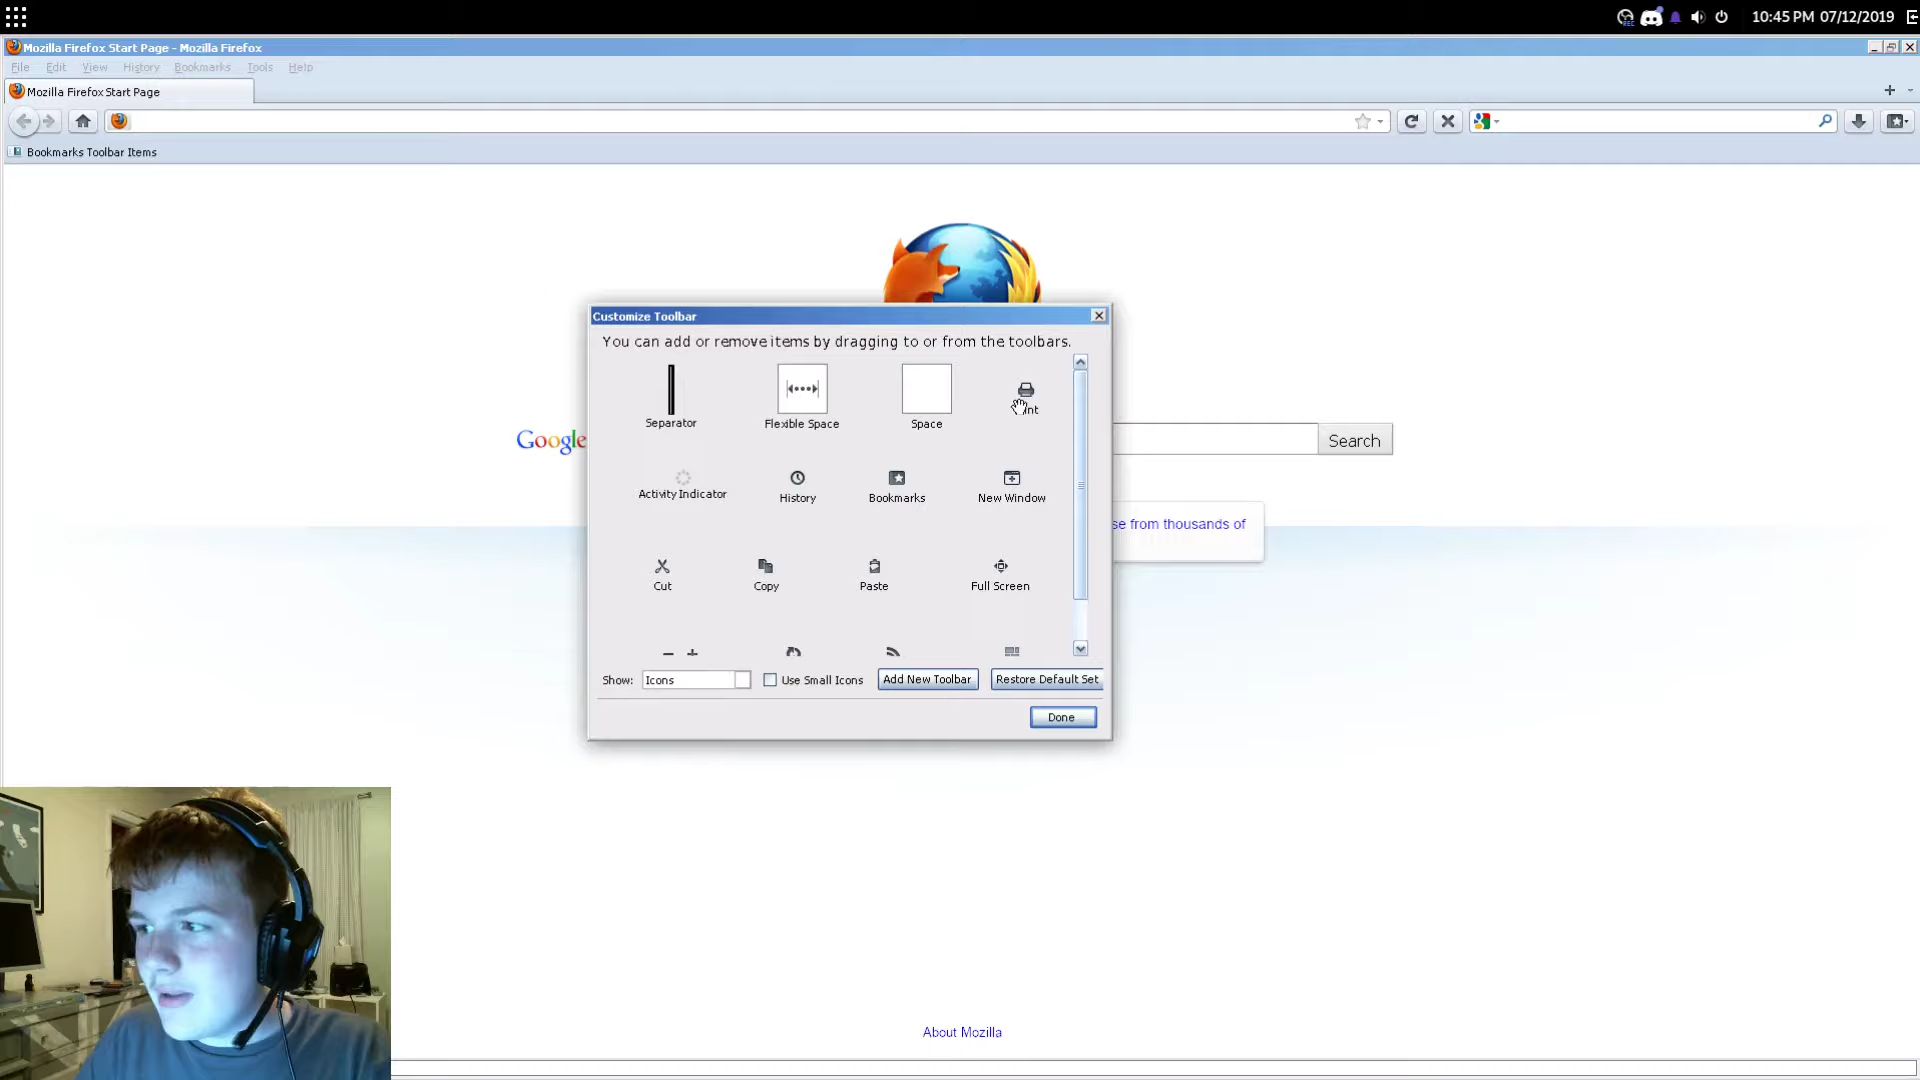 10:45 PM 07/12/2019
Mozilla Firefox Start Page - Mozilla Firefox
File Edit View History Bookmarks Tools Help
Mozilla Firefox Start Page
Bookmarks Toolbar Items
Customize Toolbar
You can add or remove items by dragging to or from the toolbars.
Separator Flexible Space Space
Google
Search
Activity Indicator History Bookmarks New Window
se from thousands of
Cut Copy Paste Full Screen
Show: Icons Use Small Icons Add New Toolbar Restore Default Set
Done
About Mozilla